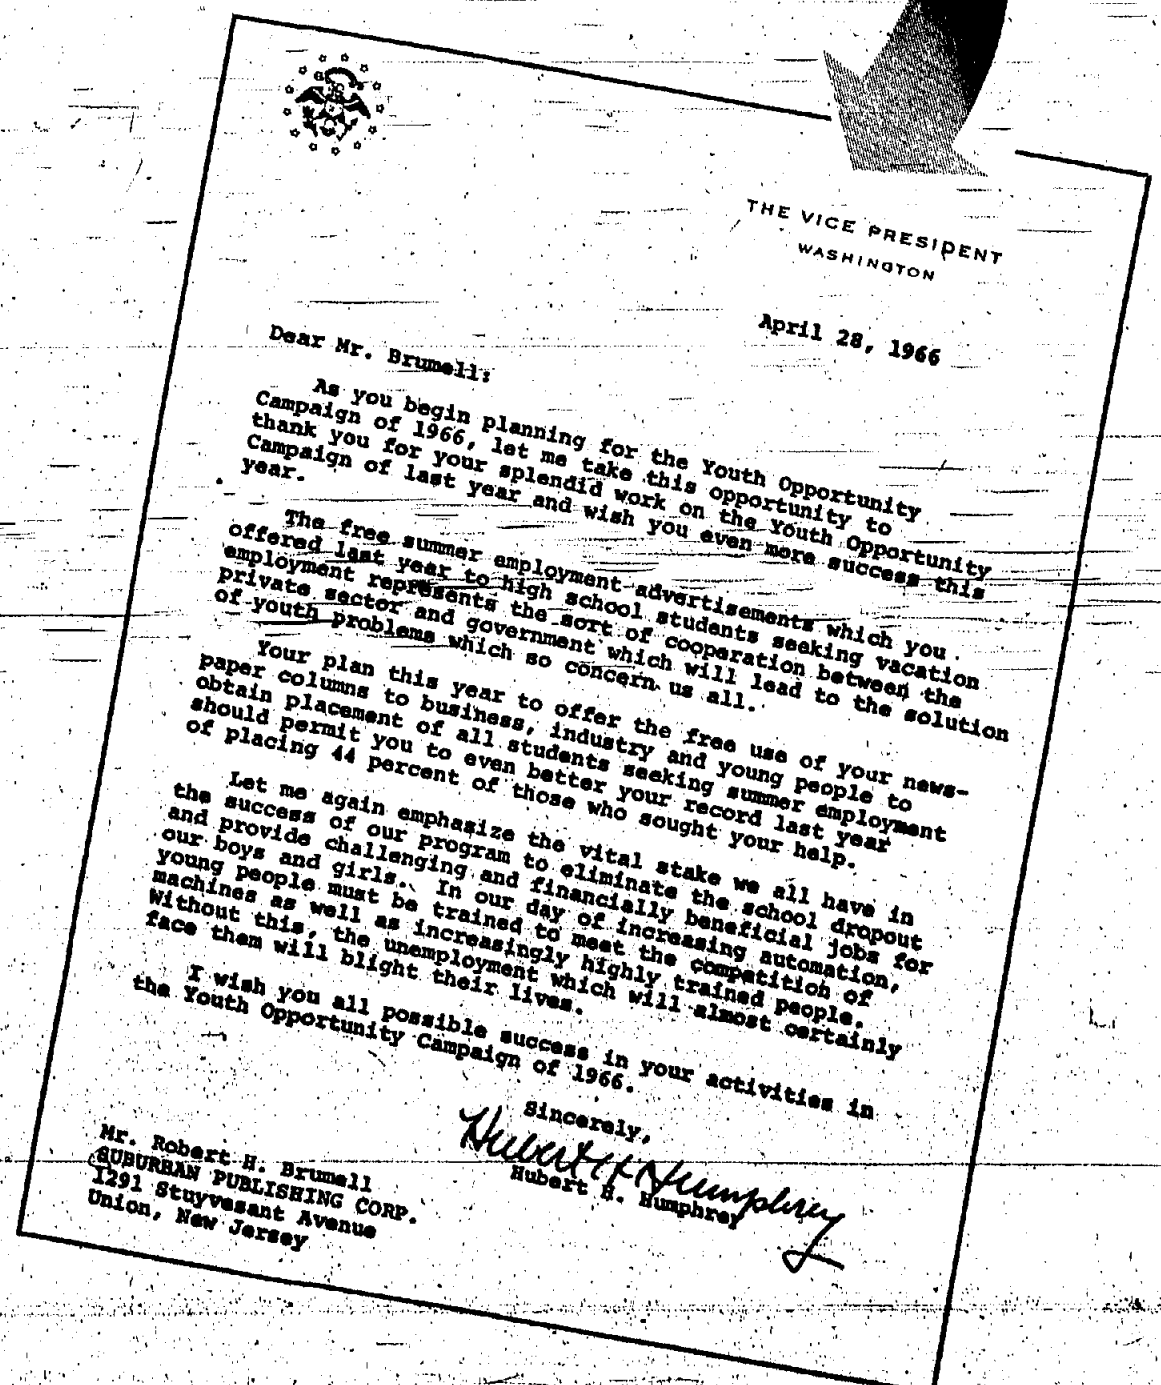 THE VICE PRESIDENT
WASHINGTON
April 28, 1966
Dear Mr. Brumell:
As you begin planning for the Youth Opportunity
Campaign of 1966, let me take this opportunity to
thank you for your splendid work on the Youth Opportunity
Campaign of last year and wish you even more success this
year.
The free summer employment advertisements which you
offered last year to high school students seeking vacation
employment represents the sort of cooperation between the
private sector and government which will lead to the solution
of youth problems which so concern us all.
Your plan this year to offer the free use of your news-
paper columns to business, industry and young people to
obtain placement of all students seeking summer employment
should permit you to even better your record last year
of placing 44 percent of those who sought your help.
Let me again emphasize the vital stake we all have in
the success of our program to eliminate the school dropout
and provide challenging and financially beneficial jobs for
our boys and girls. In our day of increasing automation,
young people must be trained to meet the competition of
machines as well as increasingly highly trained people.
Without this, the unemployment which will almost certainly
face them will blight their lives.
I wish you all possible success in your activities in
the Youth Opportunity Campaign of 1966.
Sincerely,
Hubert H Humphrey
Hubert H. Humphrey
Mr. Robert H. Brumell
SUBURBAN PUBLISHING CORP.
1291 Stuyvesant Avenue
Union, New Jersey